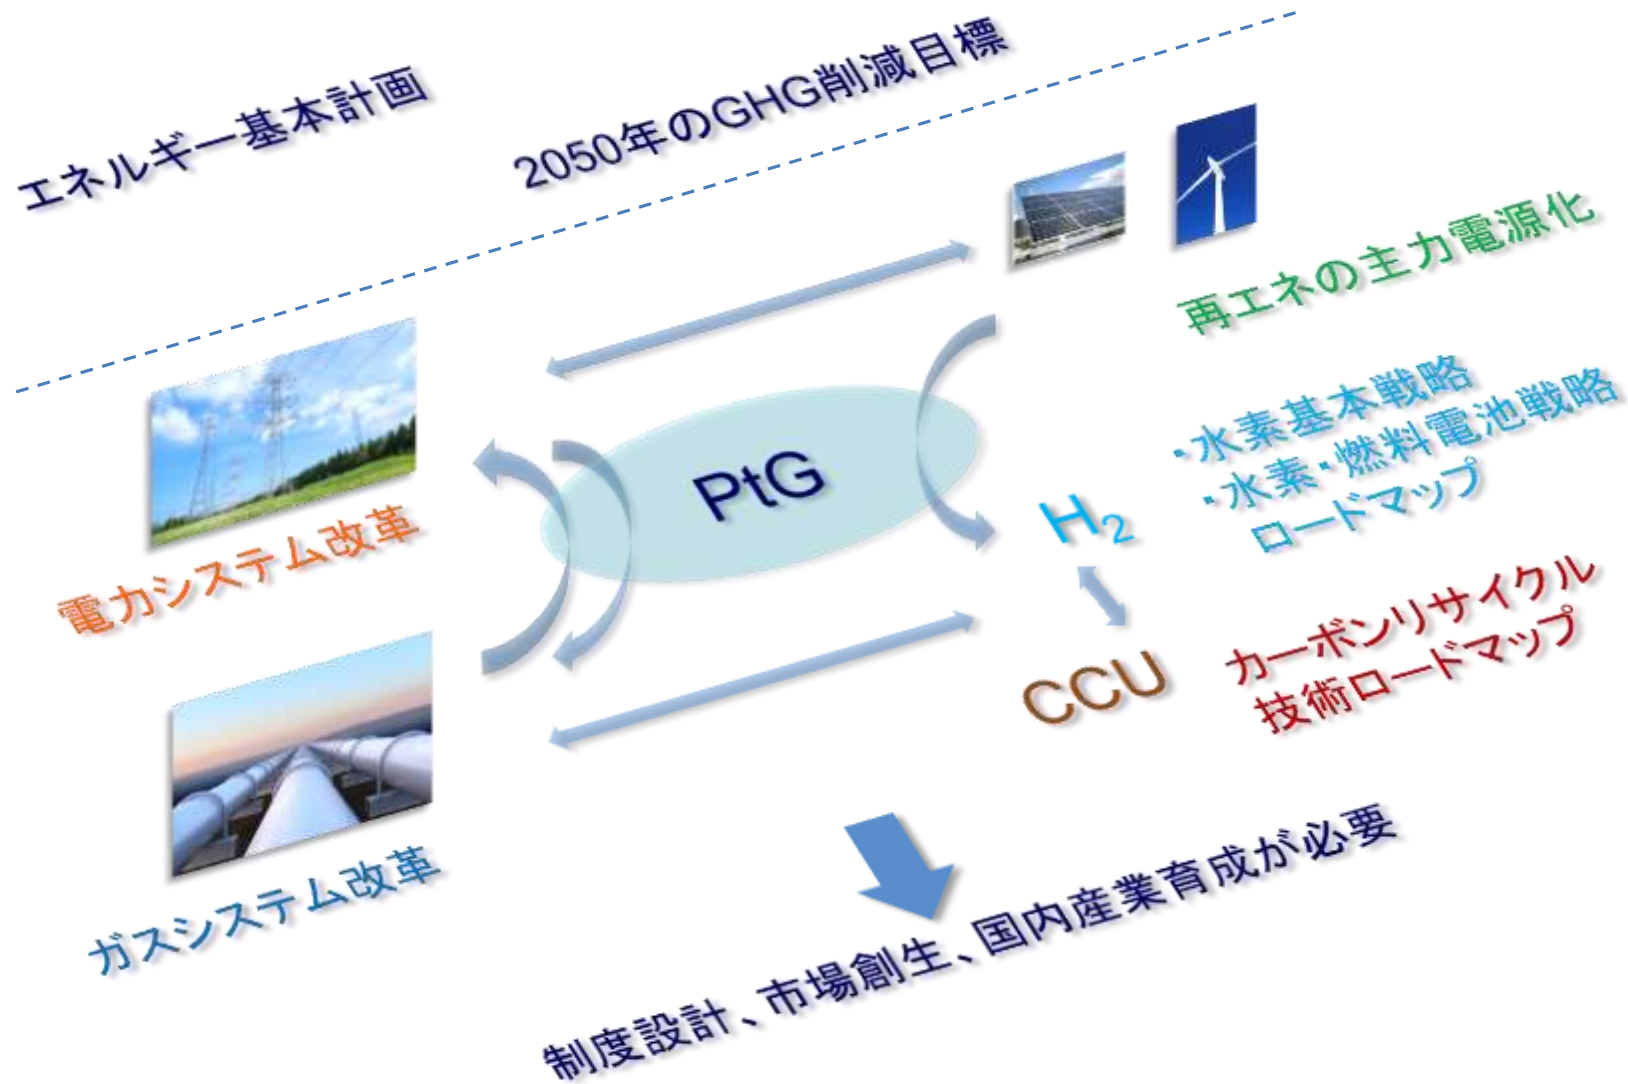 エネルギー基本計画
2050年のGHG削減目標
再エネの主力電源化
・水素基本戦略
・水素・燃料電池戦略
ロードマップ
PtG
H₂
電力システム改革
カーボンリサイクル
技術ロードマップ
CCU
ガスシステム改革
制度設計、市場創生、国内産業育成が必要